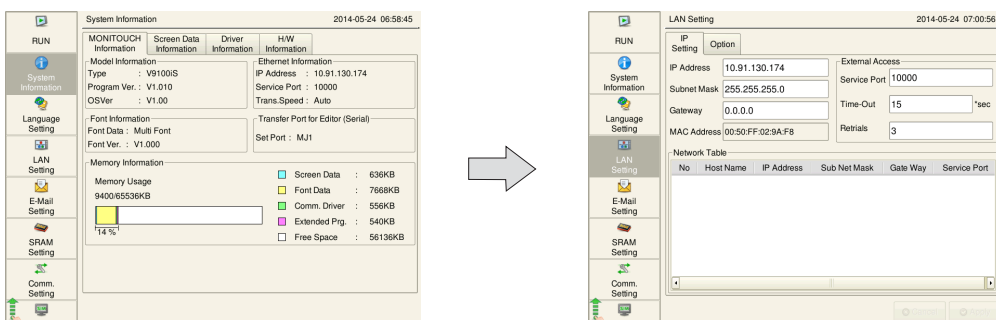 System Information 2014-05-24 06:58:45
RUN
System
Information
Language
Setting
LAN
Setting
E-Mail
Setting
SRAM
Setting
Comm.
Setting
MONITOUCH
Information
Screen Data
Information
Driver
Information
H/W
Information
Model Information
Type : V9100iS
Program Ver. : V1.010
OSVer : V1.00
Ethernet Information
IP Address : 10.91.130.174
Service Port : 10000
Trans.Speed : Auto
Font Information
Font Data : Multi Font
Font Ver. : V1.000
Transfer Port for Editor (Serial)
Set Port : MJ1
Memory Information
Memory Usage
9400/65536KB
14 %
Screen Data : 636KB
Font Data : 7668KB
Comm. Driver : 556KB
Extended Prg. : 540KB
Free Space : 56136KB
LAN Setting 2014-05-24 07:00:56
RUN
System
Information
Language
Setting
LAN
Setting
E-Mail
Setting
SRAM
Setting
Comm.
Setting
IP
Setting
Option
IP Address 10.91.130.174
Subnet Mask 255.255.255.0
Gateway 0.0.0.0
MAC Address 00:50:FF:02:9A:F8
External Access
Service Port 10000
Time-Out 15 *sec
Retrials 3
Network Table
No Host Name IP Address Sub Net Mask Gate Way Service Port